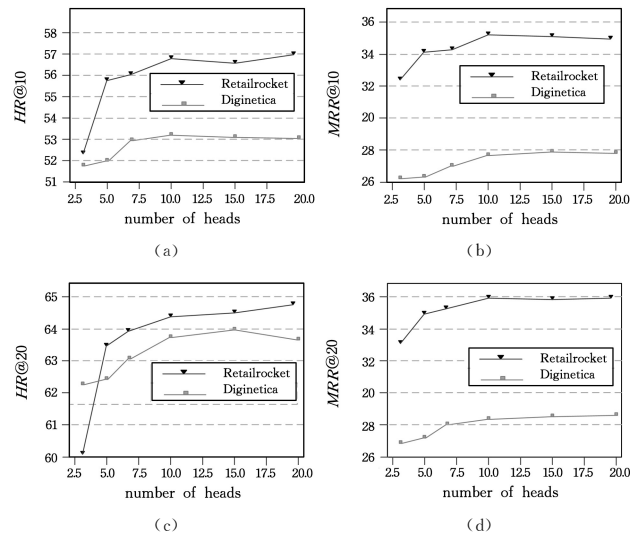 HR@10
58
57
56
55
54
53
52
51
Retailrocket
Diginetica
2.5 5.0 7.5 10.0 12.5 15.0 17.5 20.0
number of heads
(a)
MRR@10
36
34
32
30
28
26
Retailrocket
Diginetica
2.5 5.0 7.5 10.0 12.5 15.0 17.5 20.0
number of heads
(b)
HR@20
65
64
63
62
61
60
Retailrocket
Diginetica
2.5 5.0 7.5 10.0 12.5 15.0 17.5 20.0
number of heads
(c)
MRR@20
36
34
32
20
28
26
Retailrocket
Diginetica
2.5 5.0 7.5 10.0 12.5 15.0 17.5 20.0
number of heads
(d)